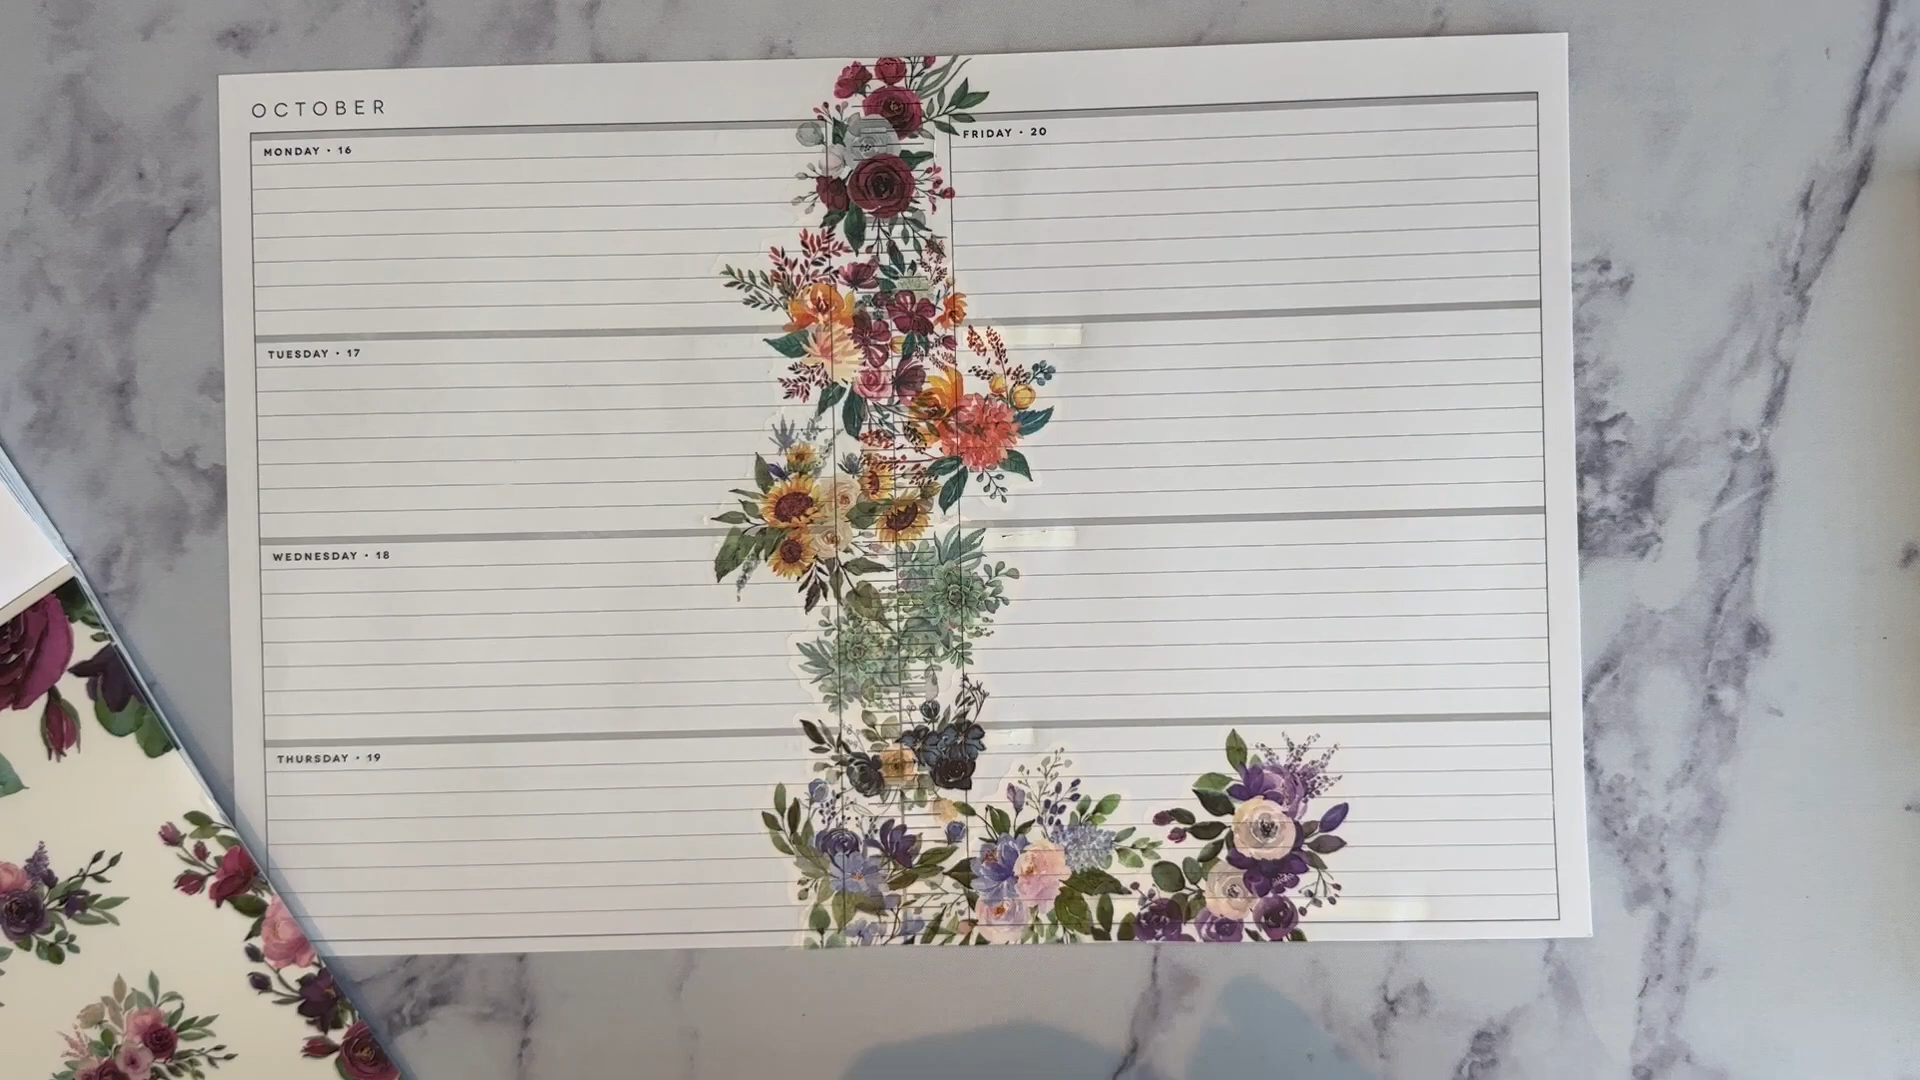 OCTOBER
MONDAY • 16
TUESDAY • 17
WEDNESDAY • 18
THURSDAY • 19
FRIDAY • 20